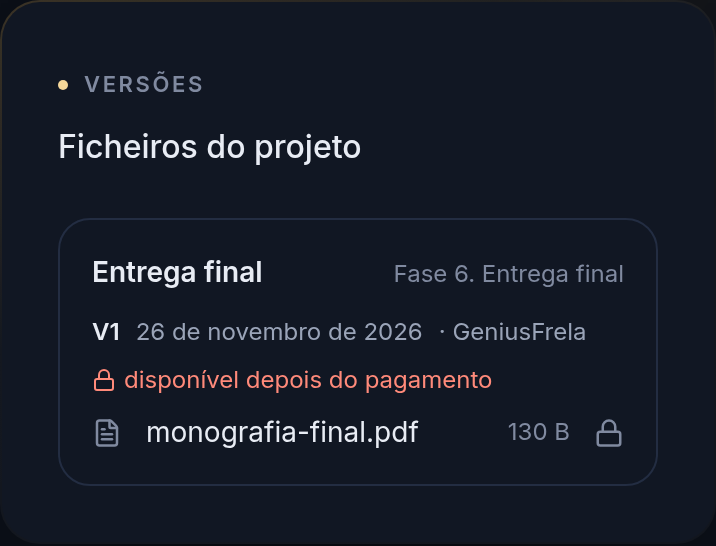 VERSÕES
Ficheiros do projeto
Entrega final Fase 6. Entrega final
V1 26 de novembro de 2026 · GeniusFrela
disponível depois do pagamento
monografia-final.pdf 130 B